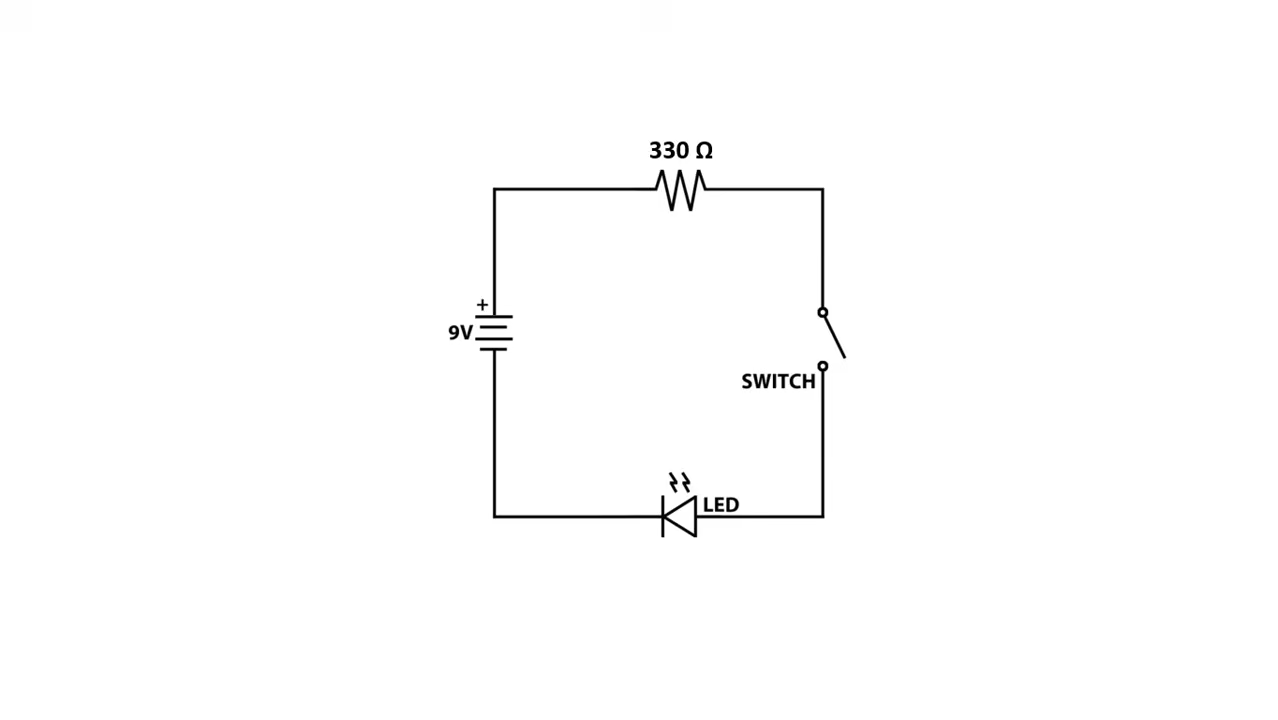 330 Ω
+
9V
SWITCH
LED